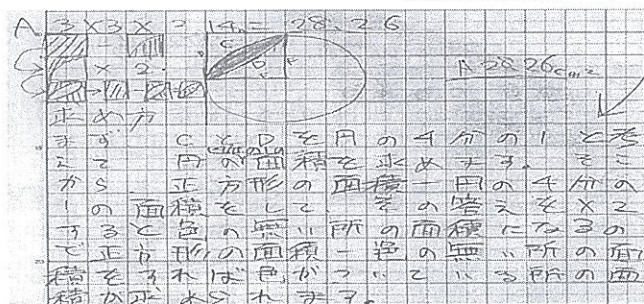 A. 3×3×3.14=28.26
C
×2
D
A 28.26cm²
求め方
まず CとDを円の4分の1と考
えて 円の面積を求めます。そこ
から、正方形の面積ー円の4分の
1の面積をして、その答えを×2
すると色の無い所の面積になるの
で正方形の面積ー色の無い所の面
積をすれば色がついている所の面
積が求められます。